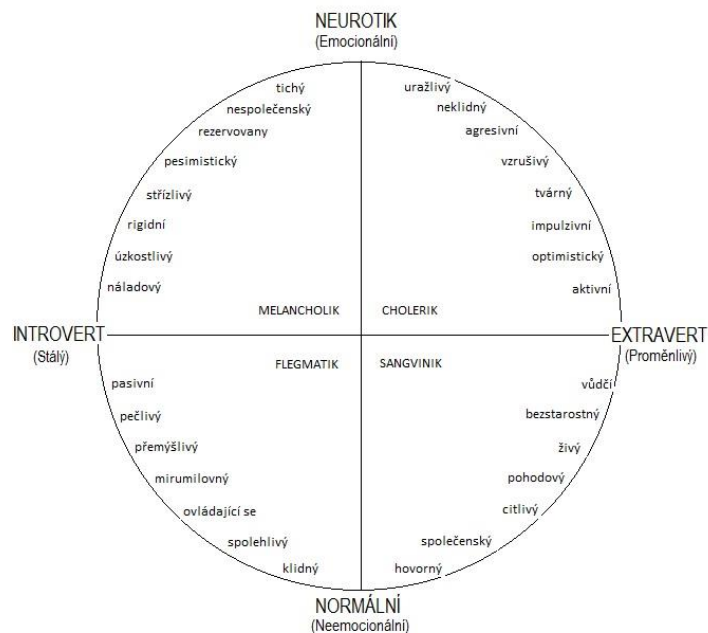 NEUROTIK
(Emocionální)
tichý
nespolečenský
rezervovany
pesimistický
střízlivý
rigidní
úzkostlivý
náladový
uražlivý
neklidný
agresivní
vzrušivý
tvárný
impulzivní
optimistický
aktivní
MELANCHOLIK
CHOLERIK
INTROVERT
(Stálý)
EXTRAVERT
(Proměnlivý)
FLEGMATIK
SANGVINIK
pasivní
pečlivý
přemýšlivý
mirumilovný
ovládající se
spolehlivý
klidný
vůdčí
bezstarostný
živý
pohodový
citlivý
společenský
hovorný
NORMÁLNÍ
(Neemocionální)